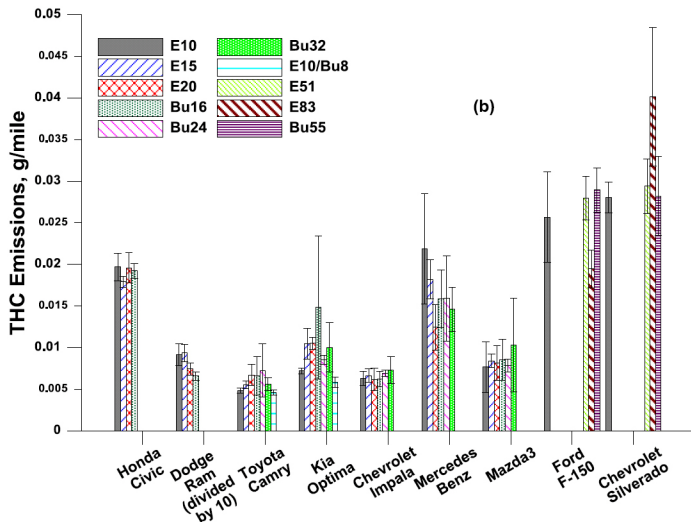 THC Emissions, g/mile
0.05
0.045
0.04
0.035
0.03
0.025
0.02
0.015
0.01
0.005
0
E10
E15
E20
Bu16
Bu24
Bu32
E10/Bu8
E51
E83
Bu55
(b)
Honda
Civic
Dodge
Ram
(divided
by 10)
Toyota
Camry
Kia
Optima
Chevrolet
Impala
Mercedes
Benz
Mazda3
Ford
F-150
Chevrolet
Silverado